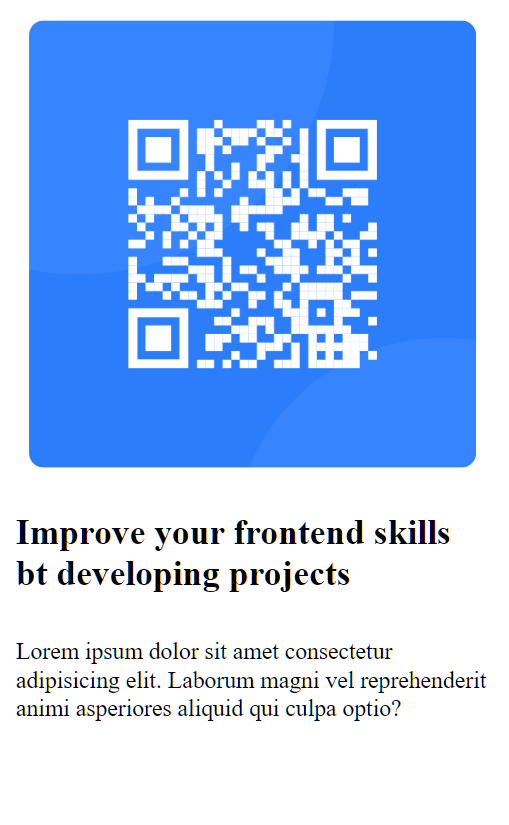 Improve your frontend skills
bt developing projects
Lorem ipsum dolor sit amet consectetur
adipisicing elit. Laborum magni vel reprehenderit
animi asperiores aliquid qui culpa optio?